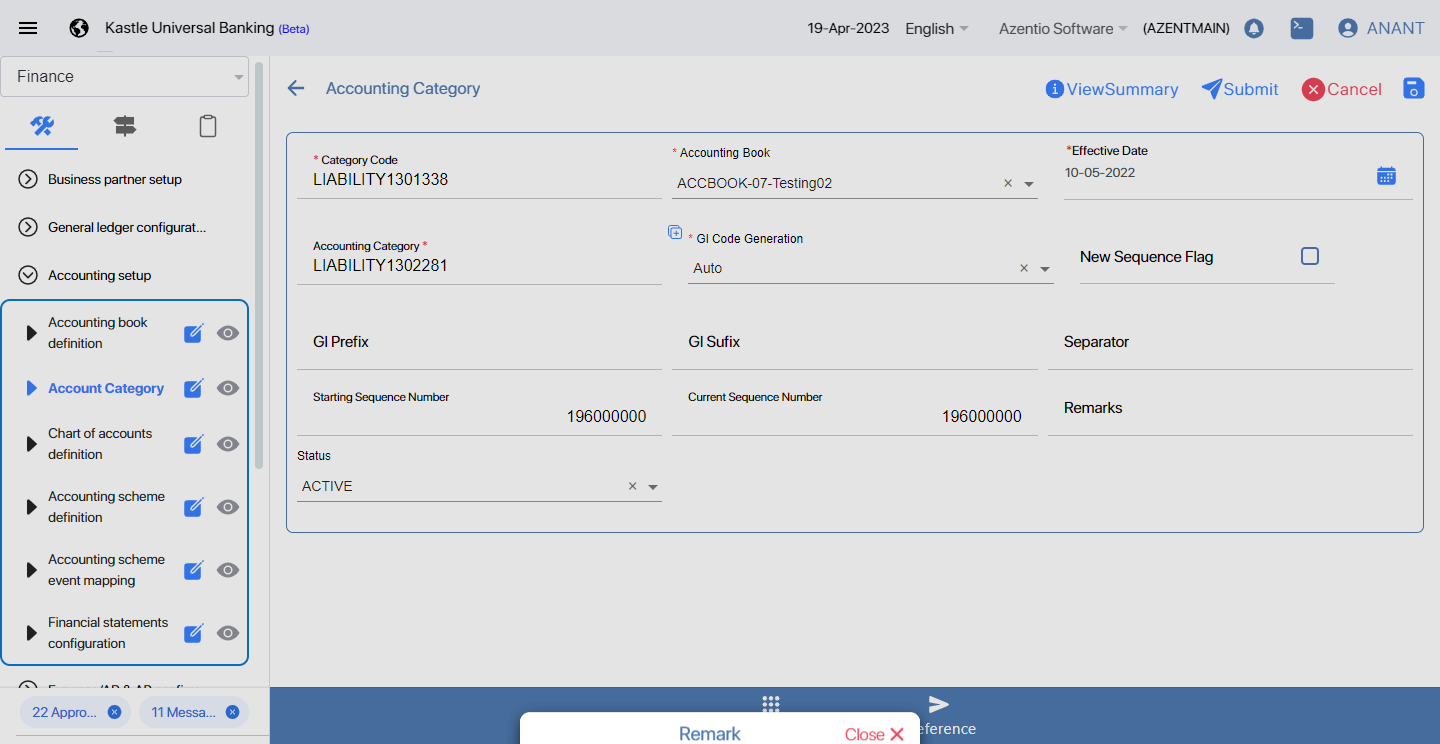 Kastle Universal Banking (Beta)
19-Apr-2023
English
Azentio Software
(AZENTMAIN)
ANANT
Finance
Business partner setup
General ledger configurat...
Accounting setup
Accounting book
definition
Account Category
Chart of accounts
definition
Accounting scheme
definition
Accounting scheme
event mapping
Financial statements
configuration
22 Appro...
11 Messa...
Accounting Category
ViewSummary
Submit
Cancel
* Category Code
LIABILITY1301338
* Accounting Book
ACCBOOK-07-Testing02
*Effective Date
10-05-2022
Accounting Category *
LIABILITY1302281
* GI Code Generation
Auto
New Sequence Flag
GI Prefix
GI Sufix
Separator
Starting Sequence Number
196000000
Current Sequence Number
196000000
Remarks
Status
ACTIVE
eference
Remark
Close